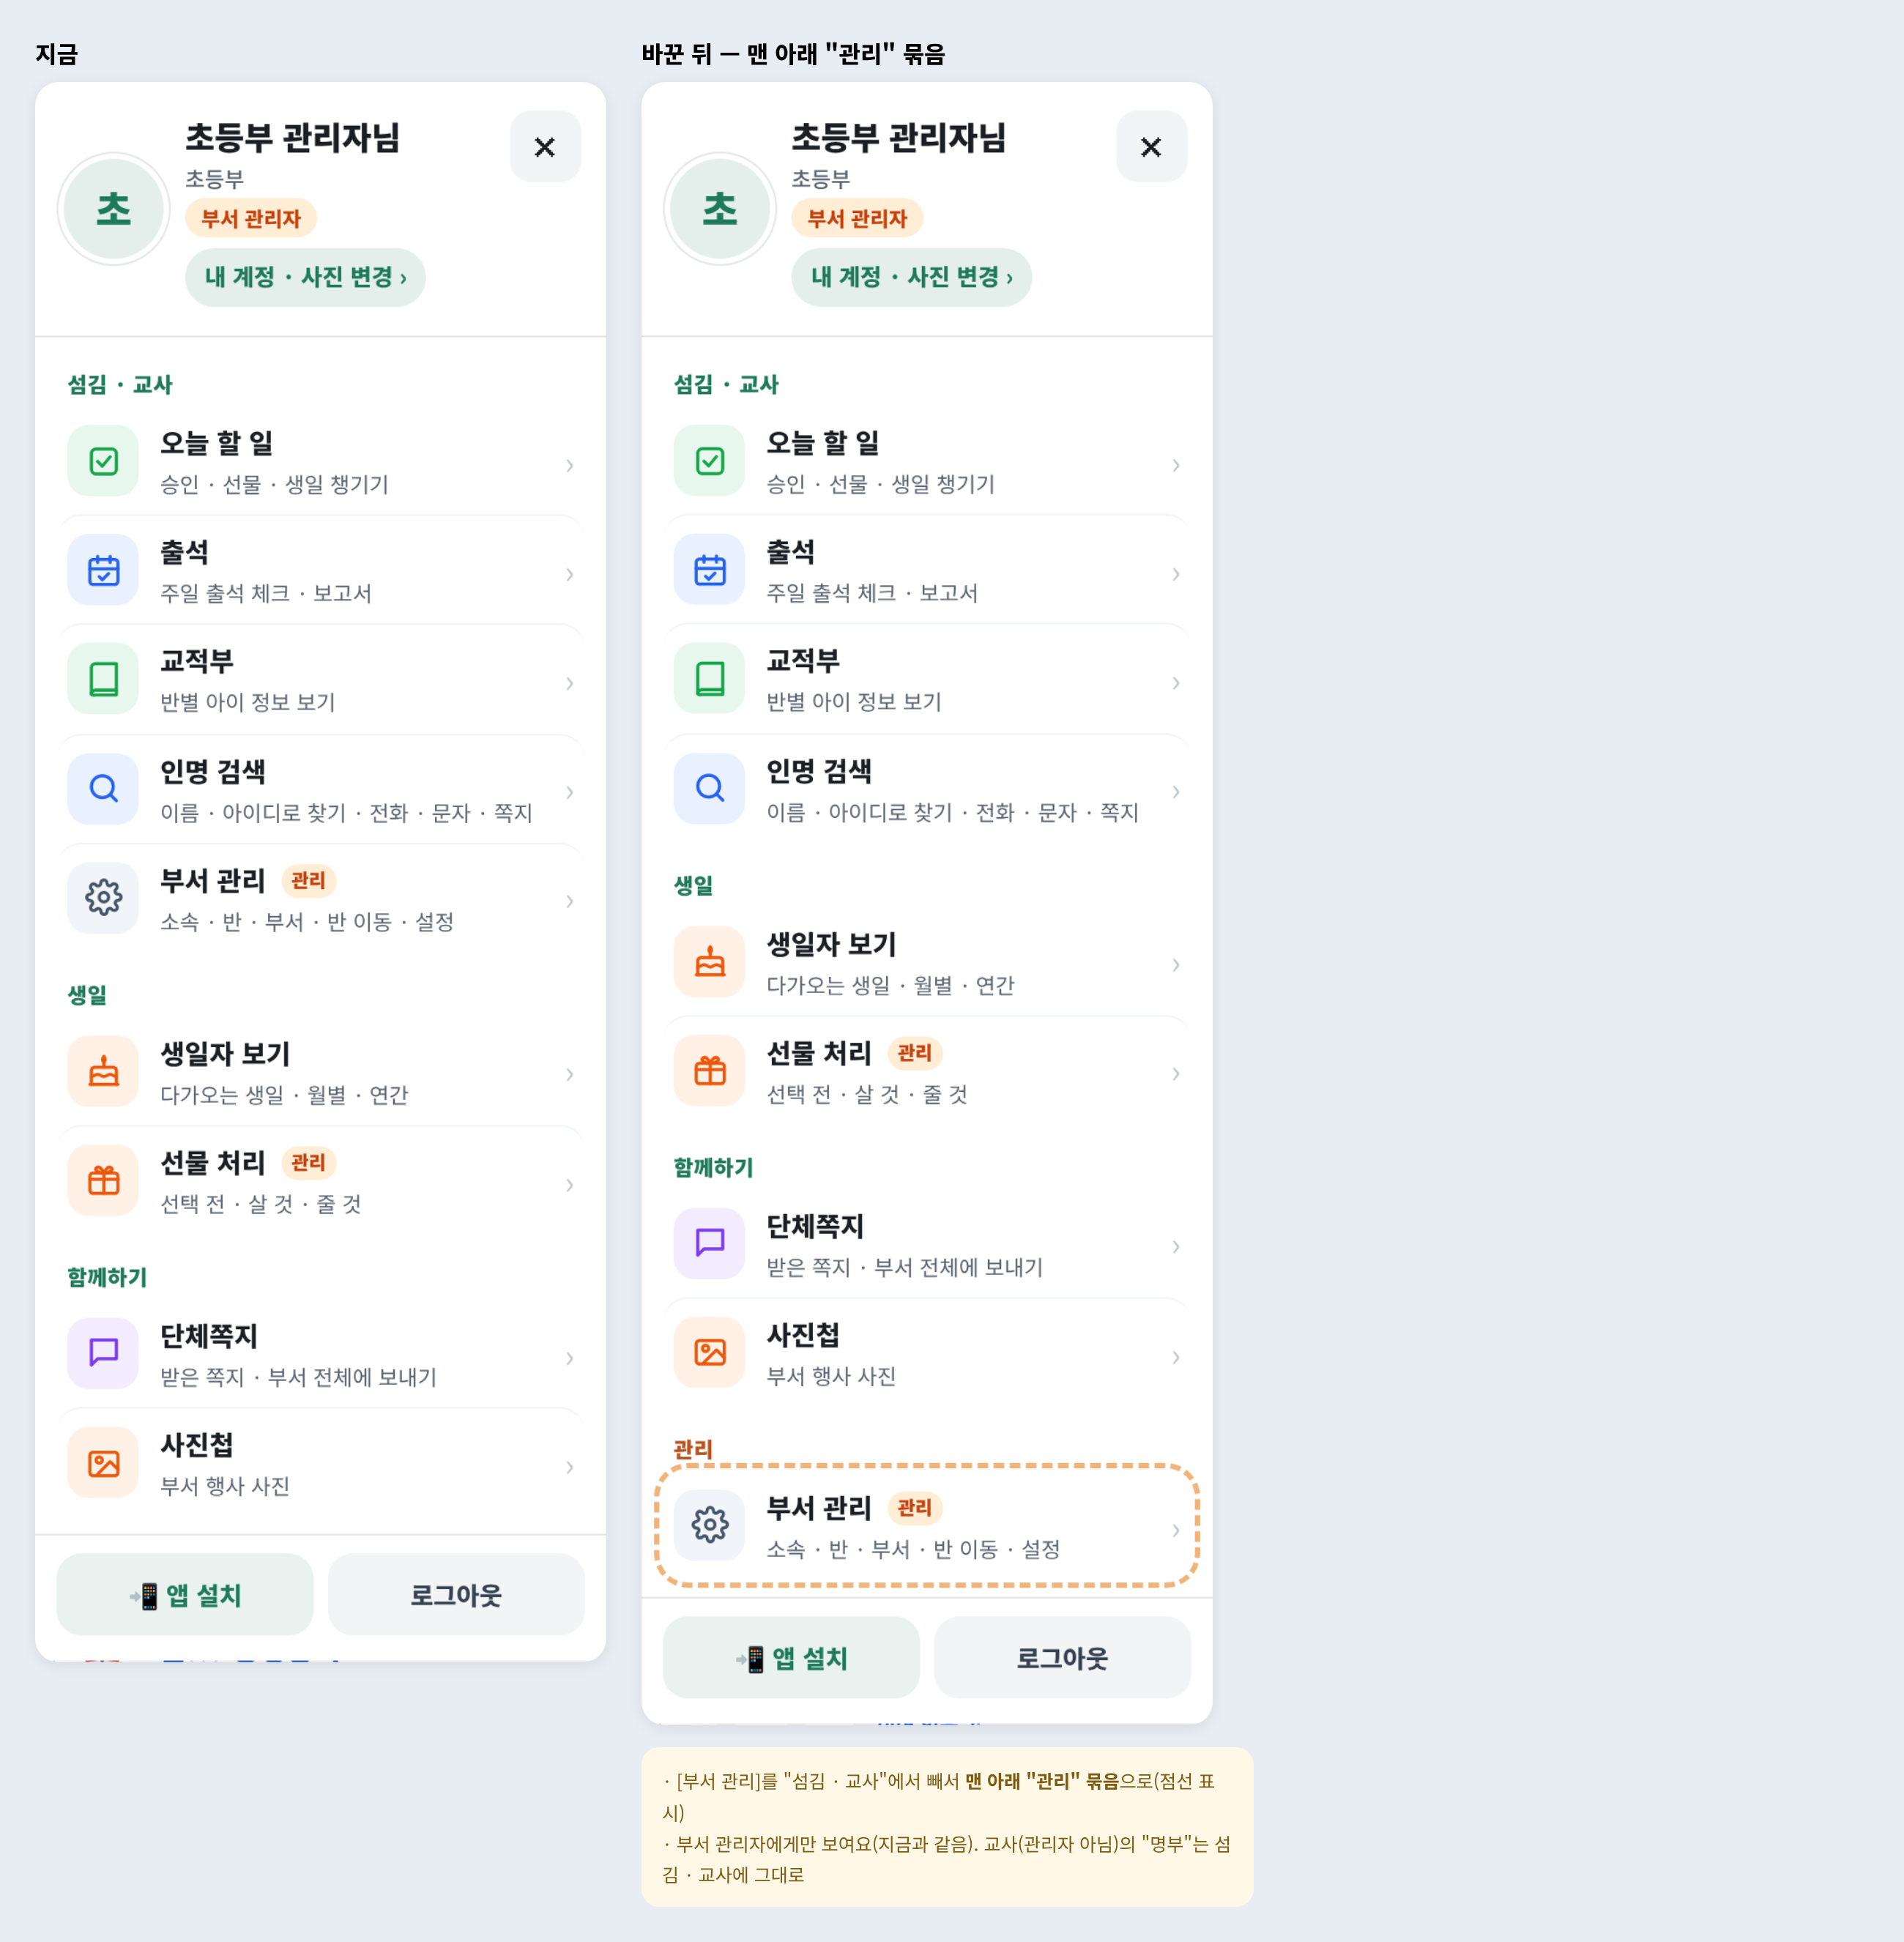 지금
초등부 관리자님
×
초
초등부
부서 관리자
내 계정 · 사진 변경 ›
섬김 · 교사
오늘 할 일
승인 · 선물 · 생일 챙기기
출석
주일 출석 체크 · 보고서
교적부
반별 아이 정보 보기
인명 검색
이름 · 아이디로 찾기 · 전화 · 문자 · 쪽지
부서 관리 관리
소속 · 반 · 부서 · 반 이동 · 설정
생일
생일자 보기
다가오는 생일 · 월별 · 연간
선물 처리 관리
선택 전 · 살 것 · 줄 것
함께하기
단체쪽지
받은 쪽지 · 부서 전체에 보내기
사진첩
부서 행사 사진
앱 설치
로그아웃
바꾼 뒤 — 맨 아래 "관리" 묶음
초등부 관리자님
×
초
초등부
부서 관리자
내 계정 · 사진 변경 ›
섬김 · 교사
오늘 할 일
승인 · 선물 · 생일 챙기기
출석
주일 출석 체크 · 보고서
교적부
반별 아이 정보 보기
인명 검색
이름 · 아이디로 찾기 · 전화 · 문자 · 쪽지
생일
생일자 보기
다가오는 생일 · 월별 · 연간
선물 처리 관리
선택 전 · 살 것 · 줄 것
함께하기
단체쪽지
받은 쪽지 · 부서 전체에 보내기
사진첩
부서 행사 사진
관리
부서 관리 관리
소속 · 반 · 부서 · 반 이동 · 설정
앱 설치
로그아웃
· [부서 관리]를 "섬김 · 교사"에서 빼서 맨 아래 "관리" 묶음으로(점선 표
시)
· 부서 관리자에게만 보여요(지금과 같음). 교사(관리자 아님)의 "명부"는 섬
김 · 교사에 그대로